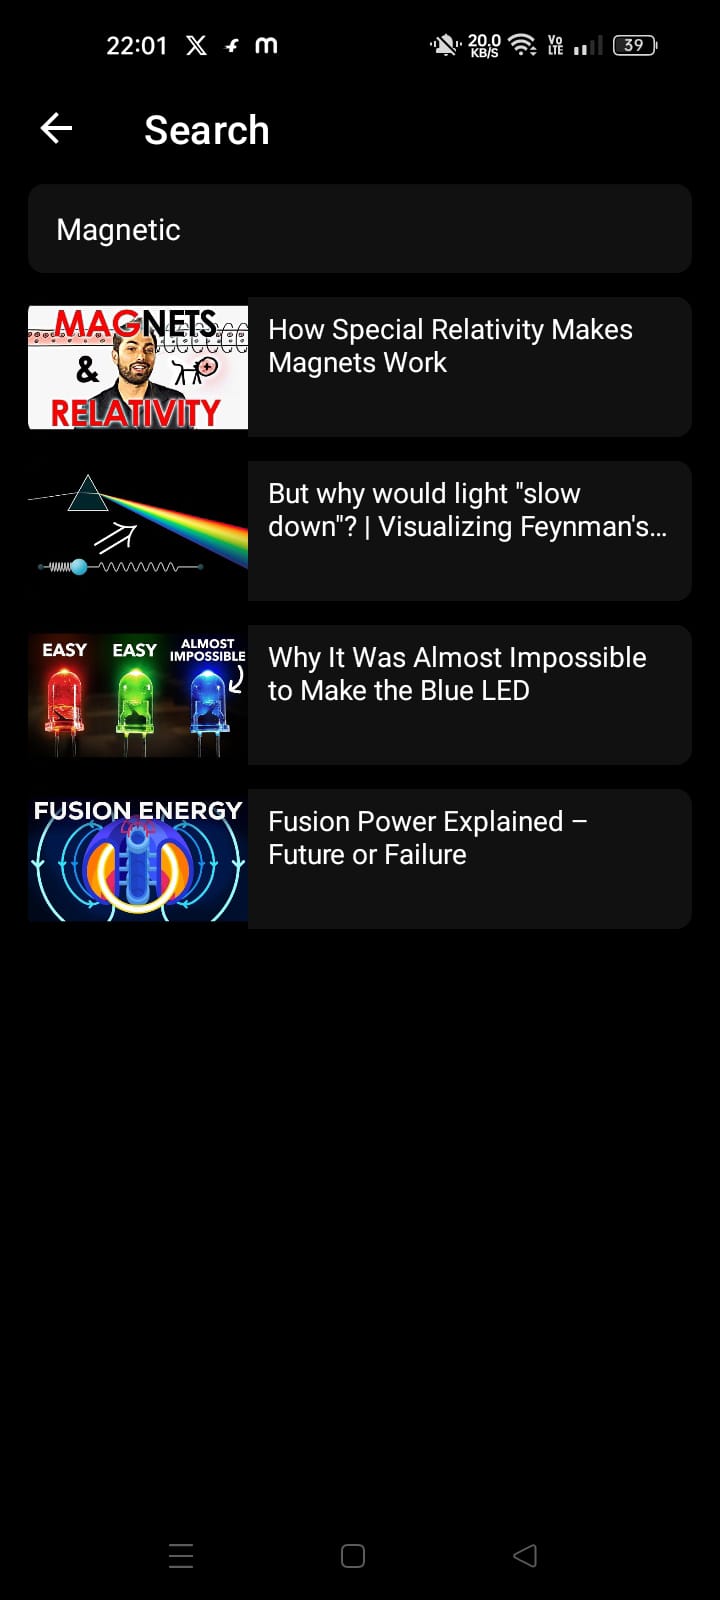 22:01 X m 20.0 KB/S Vo LTE 39
Search
Magnetic
MAGNETS
&
RELATIVITY
How Special Relativity Makes
Magnets Work
But why would light "slow
down"? | Visualizing Feynman's...
EASY EASY ALMOST
IMPOSSIBLE
Why It Was Almost Impossible
to Make the Blue LED
FUSION ENERGY
Fusion Power Explained –
Future or Failure